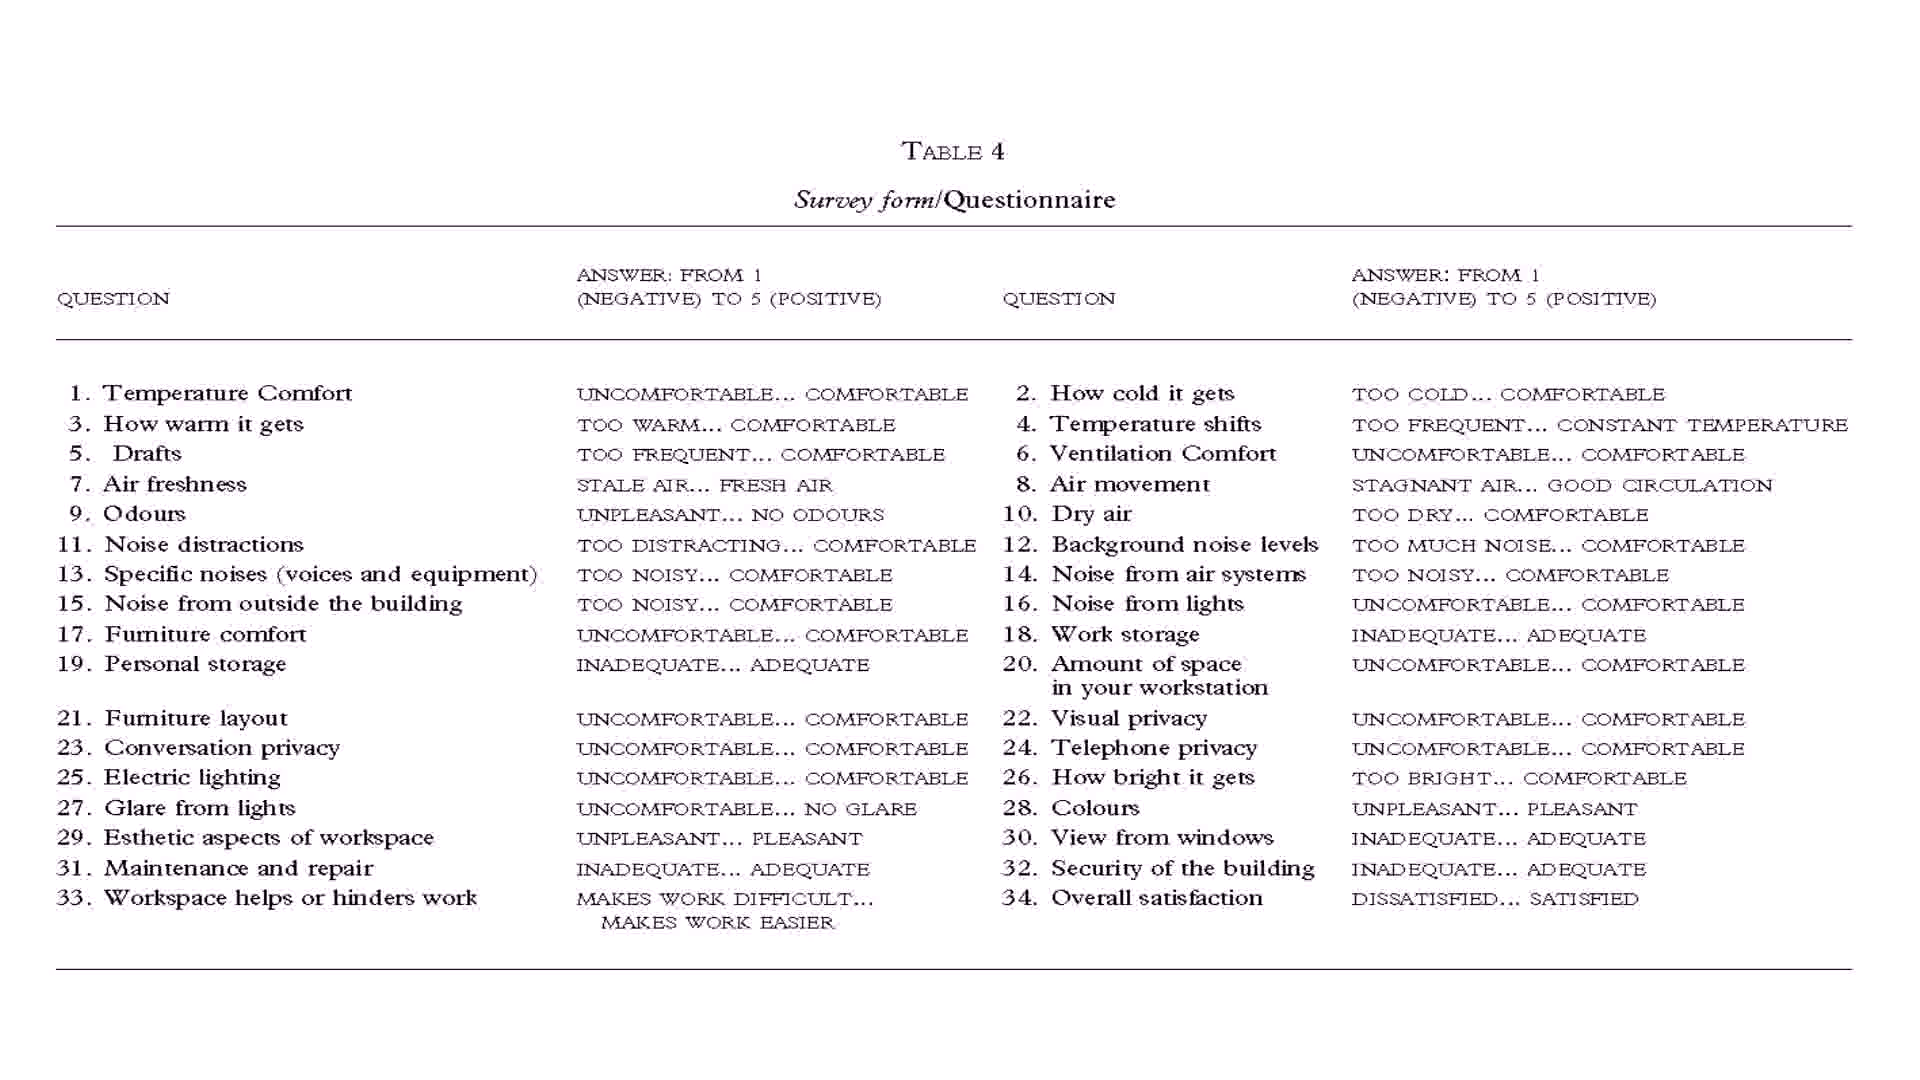 TABLE 4
Survey form/Questionnaire
QUESTION ANSWER: FROM 1 (NEGATIVE) TO 5 (POSITIVE) QUESTION ANSWER: FROM 1 (NEGATIVE) TO 5 (POSITIVE)
1. Temperature Comfort UNCOMFORTABLE... COMFORTABLE 2. How cold it gets TOO COLD... COMFORTABLE
3. How warm it gets TOO WARM... COMFORTABLE 4. Temperature shifts TOO FREQUENT... CONSTANT TEMPERATURE
5. Drafts TOO FREQUENT... COMFORTABLE 6. Ventilation Comfort UNCOMFORTABLE... COMFORTABLE
7. Air freshness STALE AIR... FRESH AIR 8. Air movement STAGNANT AIR... GOOD CIRCULATION
9. Odours UNPLEASANT... NO ODOURS 10. Dry air TOO DRY... COMFORTABLE
11. Noise distractions TOO DISTRACTING... COMFORTABLE 12. Background noise levels TOO MUCH NOISE... COMFORTABLE
13. Specific noises (voices and equipment) TOO NOISY... COMFORTABLE 14. Noise from air systems TOO NOISY... COMFORTABLE
15. Noise from outside the building TOO NOISY... COMFORTABLE 16. Noise from lights UNCOMFORTABLE... COMFORTABLE
17. Furniture comfort UNCOMFORTABLE... COMFORTABLE 18. Work storage INADEQUATE... ADEQUATE
19. Personal storage INADEQUATE... ADEQUATE 20. Amount of space UNCOMFORTABLE... COMFORTABLE
in your workstation
21. Furniture layout UNCOMFORTABLE... COMFORTABLE 22. Visual privacy UNCOMFORTABLE... COMFORTABLE
23. Conversation privacy UNCOMFORTABLE... COMFORTABLE 24. Telephone privacy UNCOMFORTABLE... COMFORTABLE
25. Electric lighting UNCOMFORTABLE... COMFORTABLE 26. How bright it gets TOO BRIGHT... COMFORTABLE
27. Glare from lights UNCOMFORTABLE... NO GLARE 28. Colours UNPLEASANT... PLEASANT
29. Esthetic aspects of workspace UNPLEASANT... PLEASANT 30. View from windows INADEQUATE... ADEQUATE
31. Maintenance and repair INADEQUATE... ADEQUATE 32. Security of the building INADEQUATE... ADEQUATE
33. Workspace helps or hinders work MAKES WORK DIFFICULT... 34. Overall satisfaction DISSATISFIED... SATISFIED
MAKES WORK EASIER